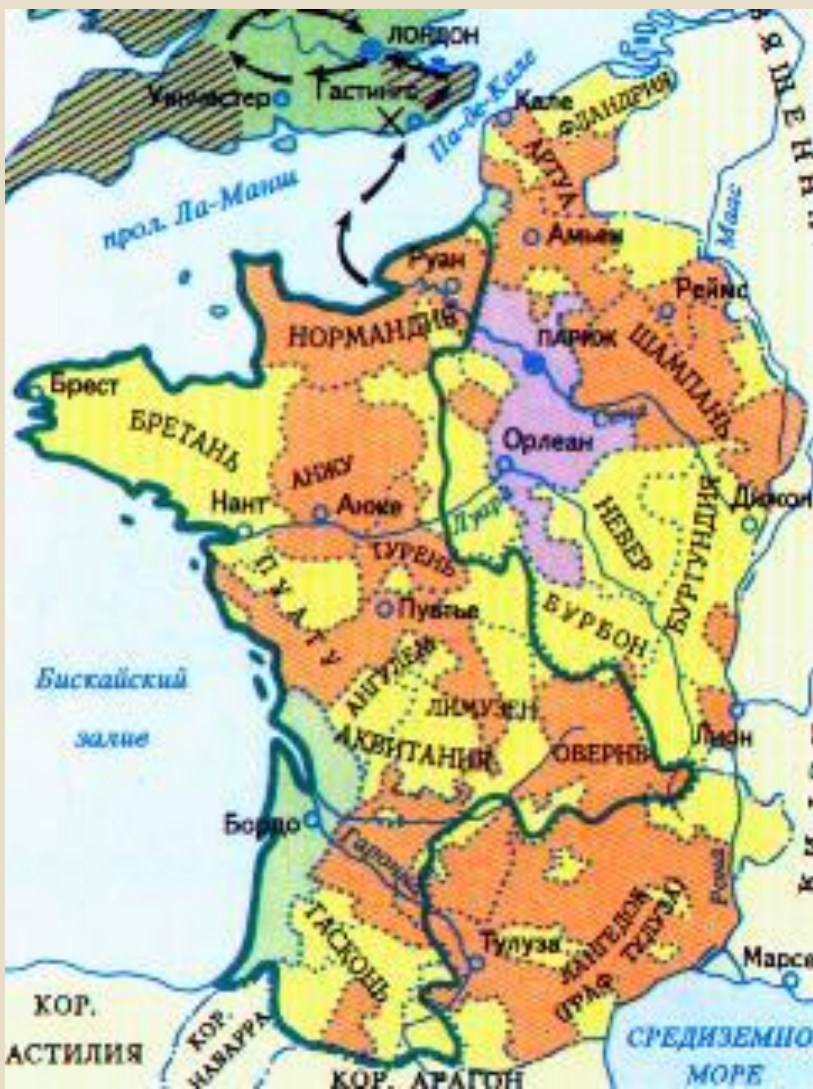 ЛОНДОН
Уинчестер
Гастингс
Па-де-Кале
Кале
ФЛАНДРИЯ
АРТУА
прол. Ла-Манш
Маас
Амьен
Руан
Реймс
НОРМАНДИЯ
ПАРИЖ
ШАМПАНЬ
Брест
Сена
БРЕТАНЬ
Орлеан
АНЖУ
Нант
Анже
Луара
НЕВЕР
Дижон
БУРГУНДИЯ
ТУРЕНЬ
ПУАТУ
Пуатье
БУРБОН
Бискайский
залив
АНГУЛЕМ
ЛИМУЗЕН
АКВИТАНИЯ
ОВЕРНЬ
Лион
Бордо
Гаронна
Рона
ГАСКОНЬ
Тулуза
ЛАНГЕДОК
(ГРАФ. ТУЛУЗА)
Марсе
КОР.
АСТИЛИЯ
КОР.
НАВАРРА
КОР. АРАГОН
СРЕДИЗЕМНО
МОРЕ